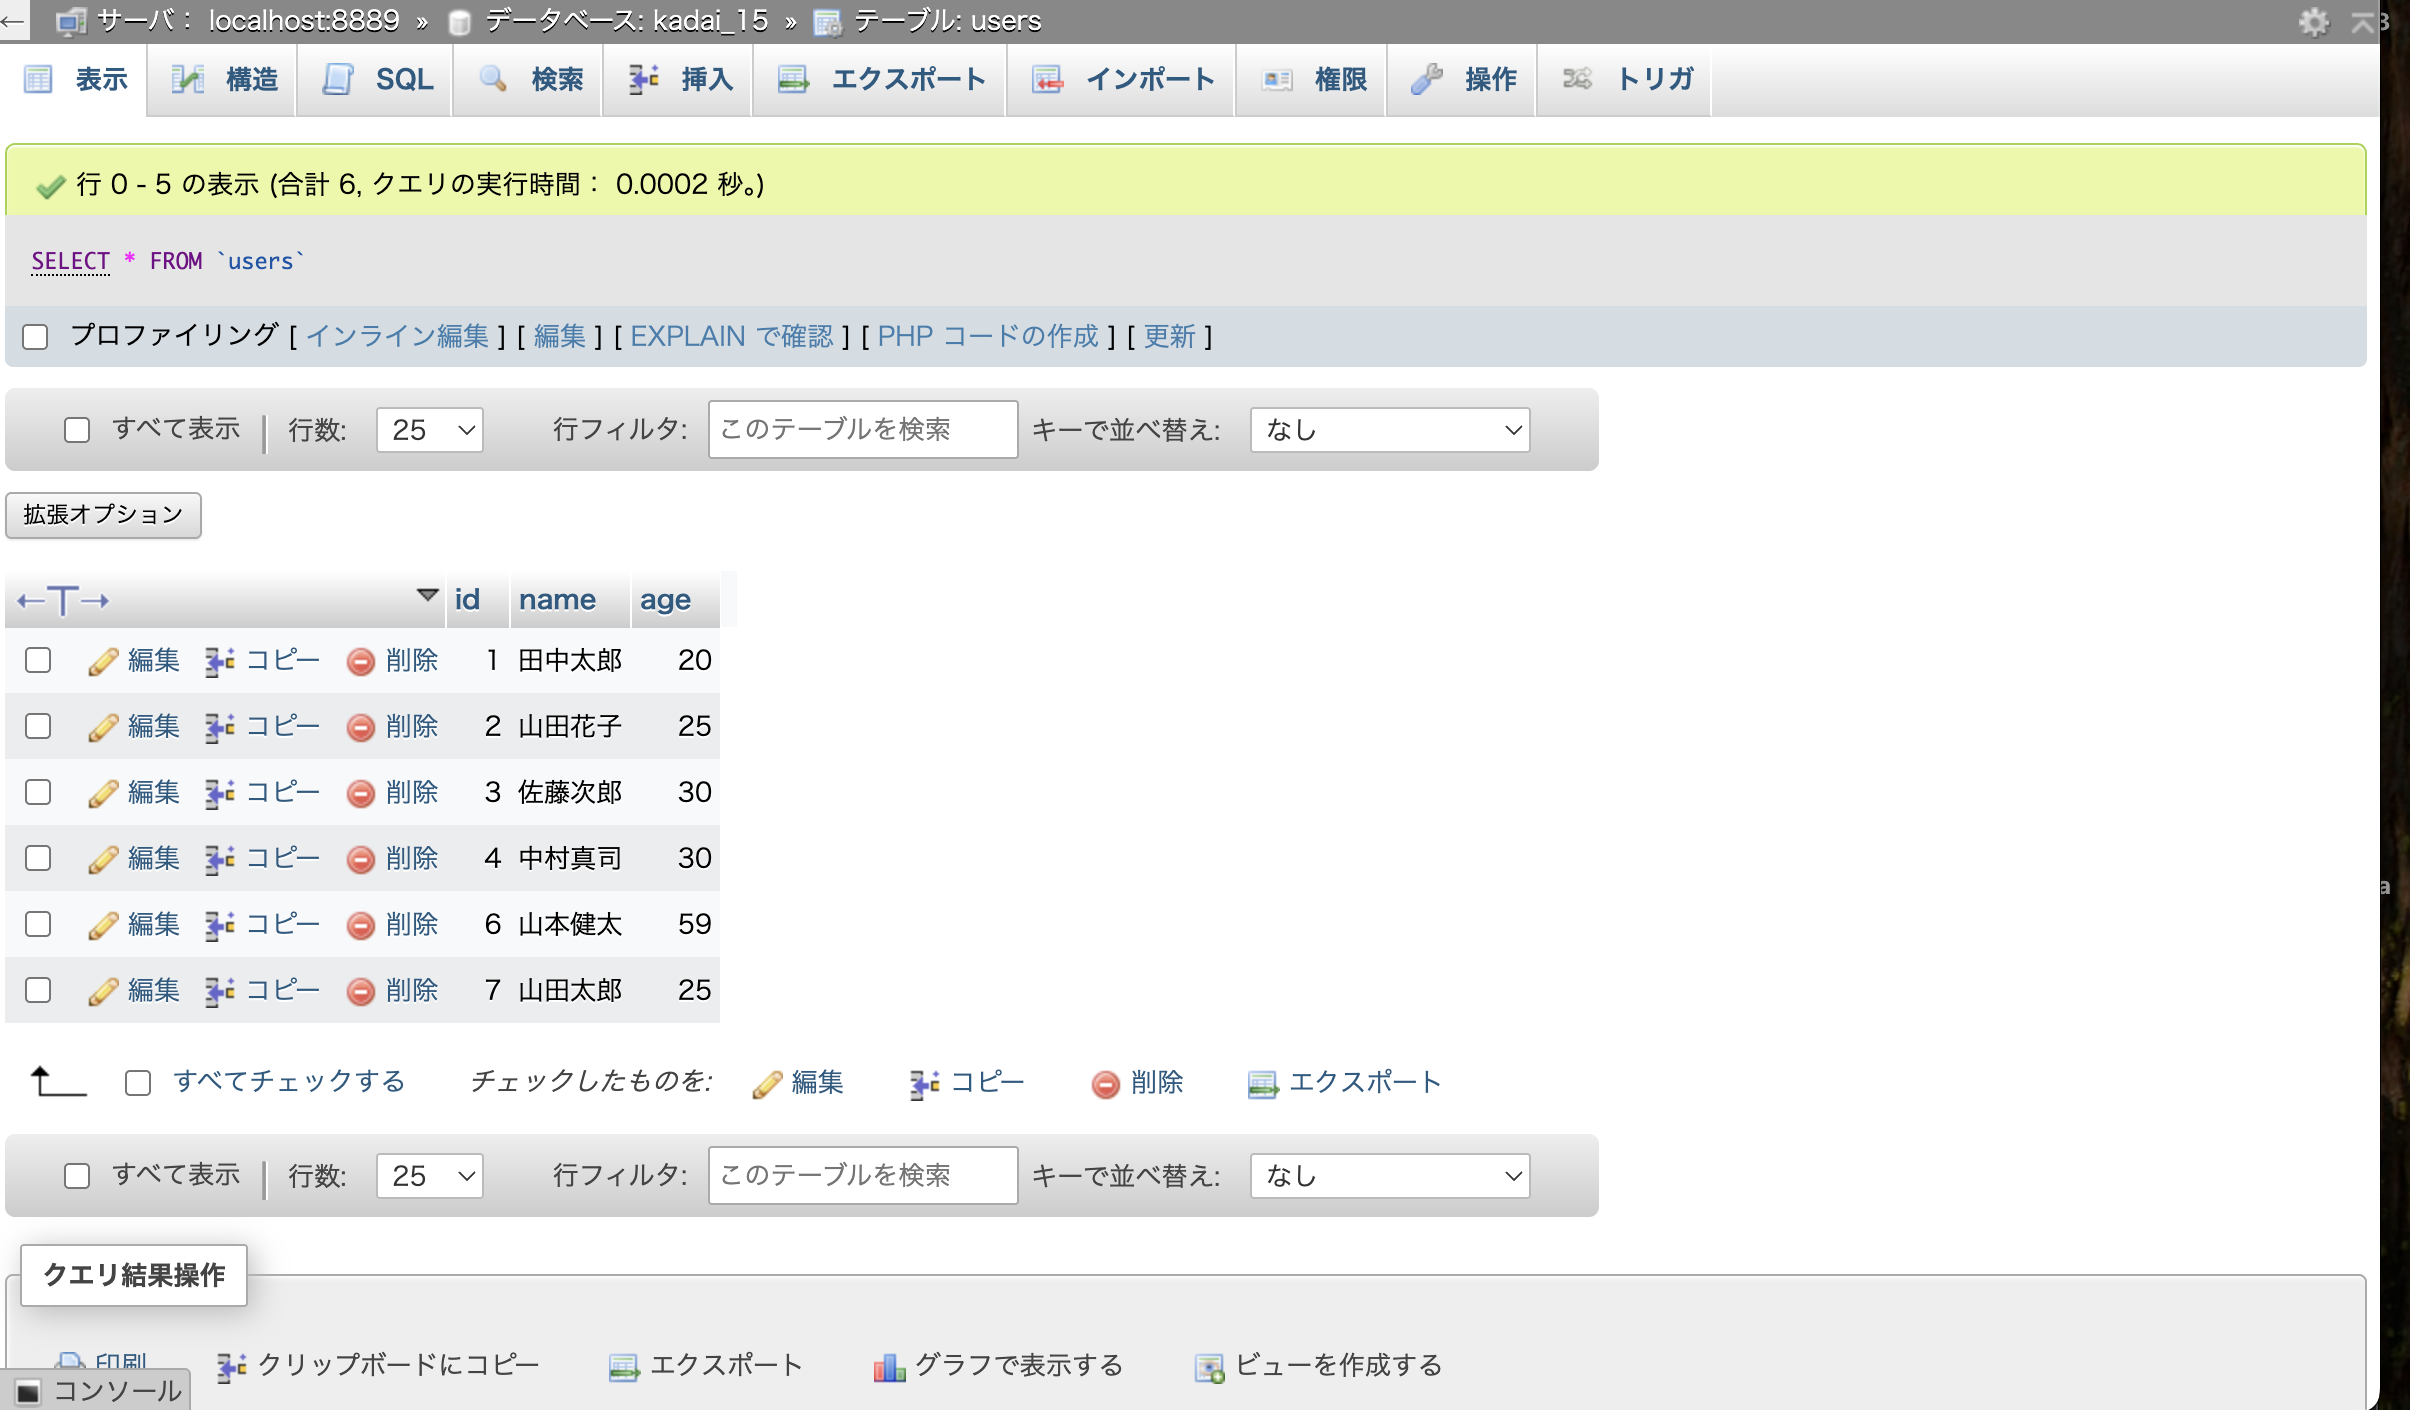 サーバ： localhost:8889 » データベース: kadai_15 » テーブル: users
表示 構造 SQL 検索 挿入 エクスポート インポート 権限 操作 トリガ
行 0 - 5 の表示 (合計 6, クエリの実行時間： 0.0002 秒。)
SELECT * FROM `users`
プロファイリング [ インライン編集 ] [ 編集 ] [ EXPLAIN で確認 ] [ PHP コードの作成 ] [ 更新 ]
すべて表示 行数: 25 行フィルタ: このテーブルを検索 キーで並べ替え: なし
拡張オプション
←T→ id name age
編集 コピー 削除 1 田中太郎 20
編集 コピー 削除 2 山田花子 25
編集 コピー 削除 3 佐藤次郎 30
編集 コピー 削除 4 中村真司 30
編集 コピー 削除 6 山本健太 59
編集 コピー 削除 7 山田太郎 25
すべてチェックする チェックしたものを: 編集 コピー 削除 エクスポート
すべて表示 行数: 25 行フィルタ: このテーブルを検索 キーで並べ替え: なし
クエリ結果操作
印刷 クリップボードにコピー エクスポート グラフで表示する ビューを作成する
コンソール